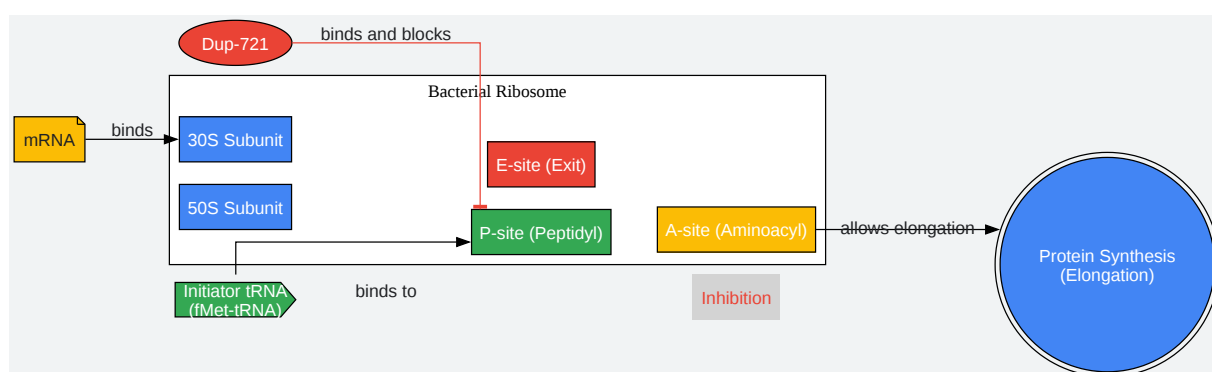 Dup-721
binds and blocks
Bacterial Ribosome
mRNA
binds
30S Subunit
E-site (Exit)
50S Subunit
P-site (Peptidyl)
A-site (Aminoacyl)
allows elongation
Protein Synthesis
(Elongation)
Initiator tRNA
(fMet-tRNA)
binds to
Inhibition